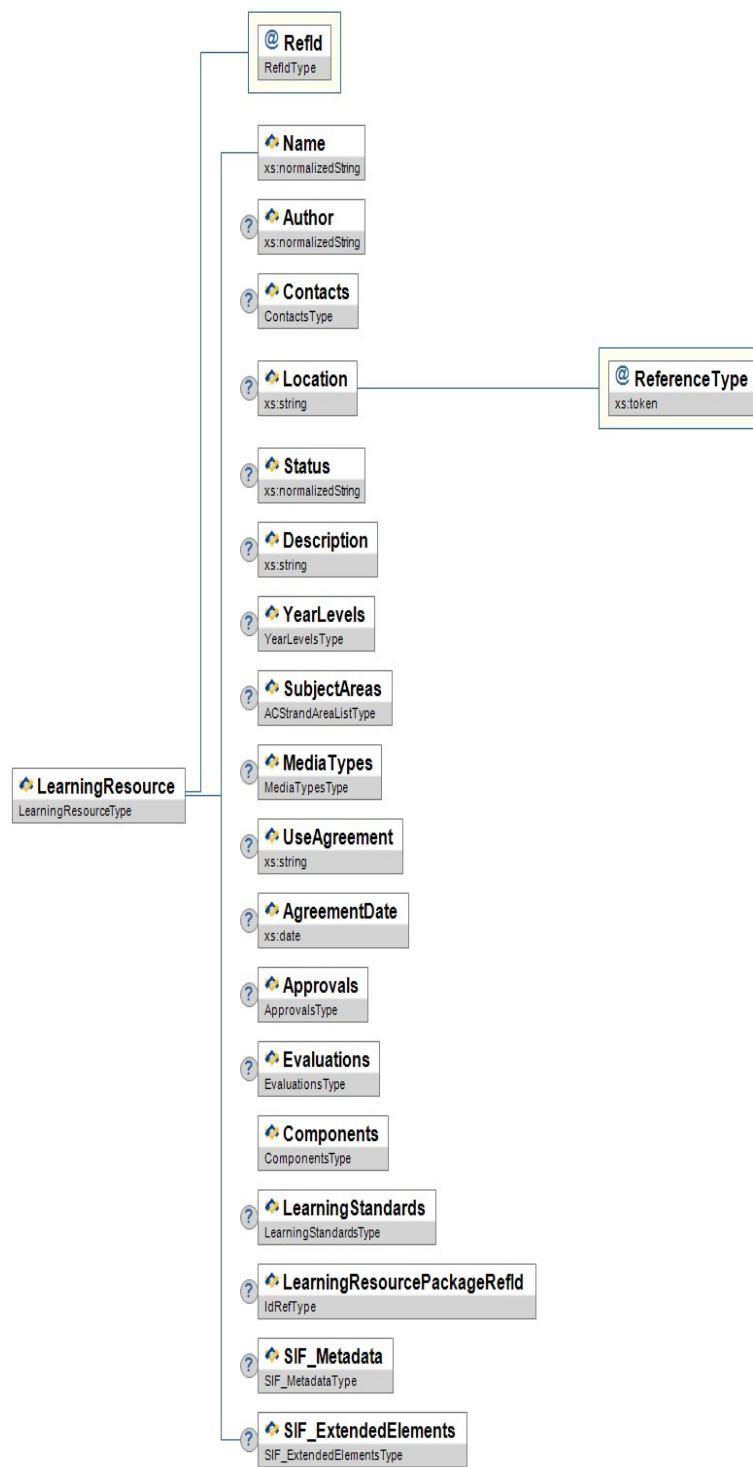 @ RefId
RefIdType
Name
xs:normalizedString
? Author
xs:normalizedString
? Contacts
ContactsType
? Location
xs:string
@ ReferenceType
xs:token
? Status
xs:normalizedString
? Description
xs:string
? YearLevels
YearLevelsType
? SubjectAreas
ACStrandAreaListType
? MediaTypes
MediaTypesType
LearningResource
LearningResourceType
? UseAgreement
xs:string
? AgreementDate
xs:date
? Approvals
ApprovalsType
? Evaluations
EvaluationsType
Components
ComponentsType
? LearningStandards
LearningStandardsType
? LearningResourcePackageRefId
IdRefType
? SIF_Metadata
SIF_MetadataType
? SIF_ExtendedElements
SIF_ExtendedElementsType